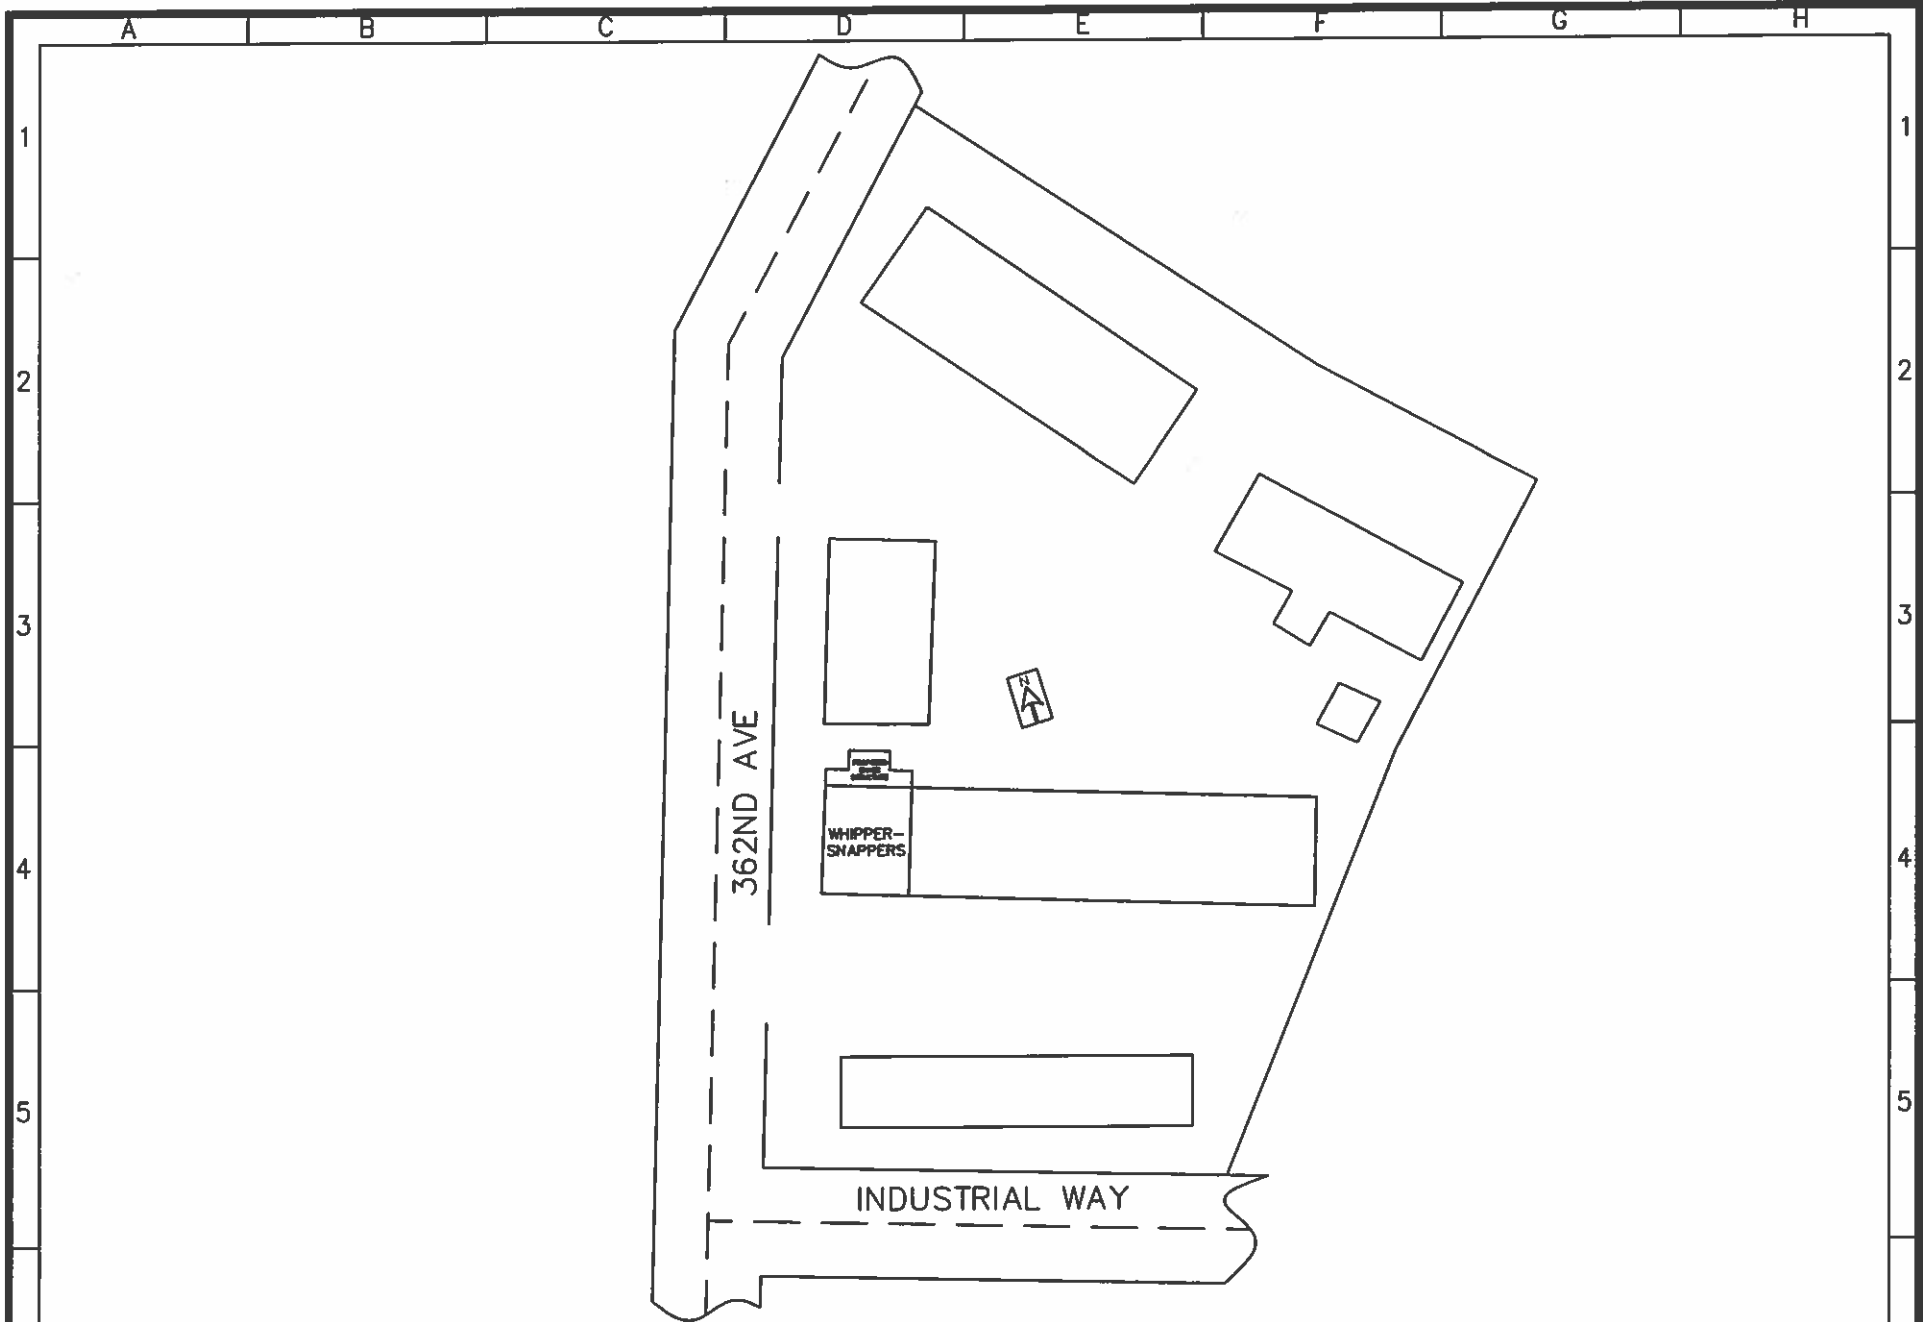 A B C D E F G H
1 1
2 2
3 3
N
362ND AVE
WHIPPER-
SNAPPERS
4 4
5 5
INDUSTRIAL WAY